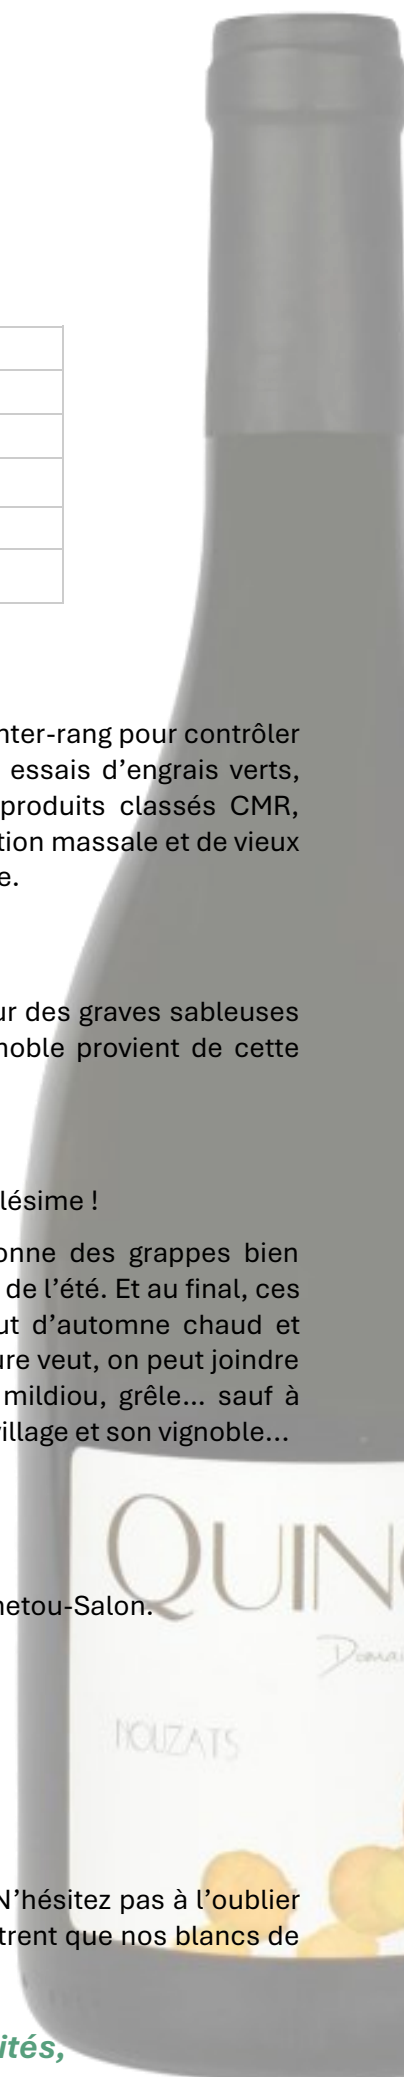 nter-rang pour contrôler
essais d’engrais verts,
produits classés CMR,
tion massale et de vieux
e.
ur des graves sableuses
noble provient de cette
lésime !
onne des grappes bien
de l’été. Et au final, ces
ut d’automne chaud et
ure veut, on peut joindre
mildiou, grêle… sauf à
village et son vignoble…
QUIN
netou-Salon.
Domai
NOUZATS
N’hésitez pas à l’oublier
trent que nos blancs de
ités,